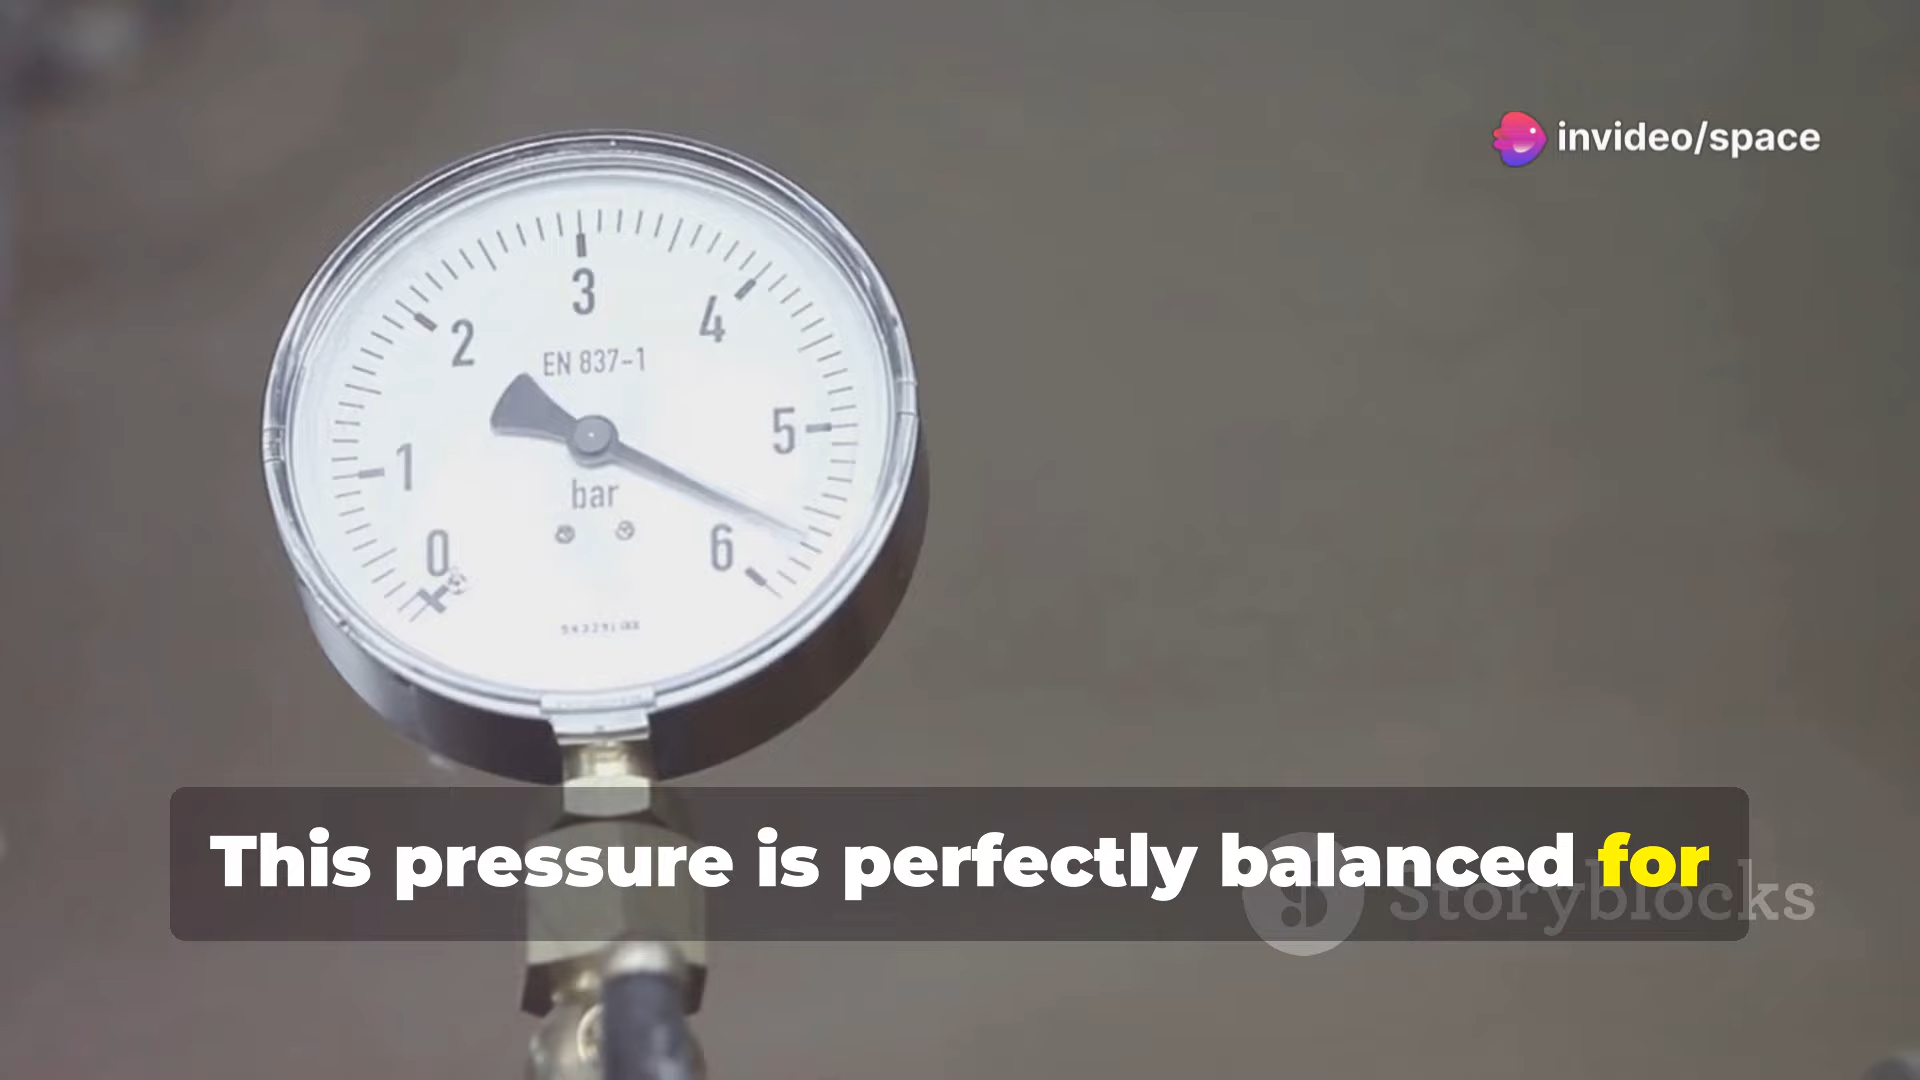 invideo/space
3
4
2
EN 837-1
5
1
bar
0
6
This pressure is perfectly balanced for
Storyblocks